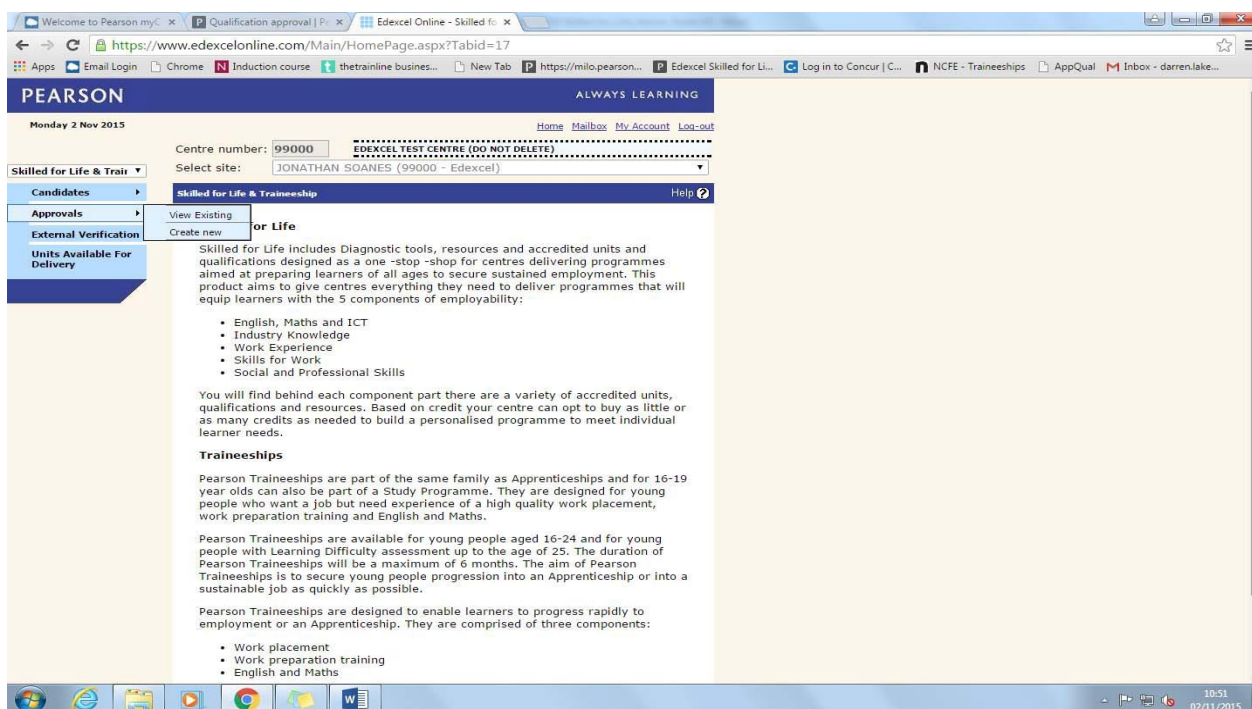 Welcome to Pearson myC
Qualification approval | Pe
Edexcel Online - Skilled fo
https://www.edexcelonline.com/Main/HomePage.aspx?Tabid=17
Apps Email Login Chrome Induction course thetrainline busines... New Tab https://milo.pearson... Edexcel Skilled for Li... Log in to Concur | C... NCFE - Traineeships AppQual Inbox - darren.lake...
PEARSON ALWAYS LEARNING
Monday 2 Nov 2015 Home Mailbox My Account Log-out
Centre number: 99000 EDEXCEL TEST CENTRE (DO NOT DELETE)
Skilled for Life & Train Select site: JONATHAN SOANES (99000 - Edexcel)
Candidates Skilled for Life & Traineeship Help ?
Approvals View Existing
External Verification Create new for Life
Units Available For
Delivery
Skilled for Life includes Diagnostic tools, resources and accredited units and
qualifications designed as a one -stop -shop for centres delivering programmes
aimed at preparing learners of all ages to secure sustained employment. This
product aims to give centres everything they need to deliver programmes that will
equip learners with the 5 components of employability:
• English, Maths and ICT
• Industry Knowledge
• Work Experience
• Skills for Work
• Social and Professional Skills
You will find behind each component part there are a variety of accredited units,
qualifications and resources. Based on credit your centre can opt to buy as little or
as many credits as needed to build a personalised programme to meet individual
learner needs.
Traineeships
Pearson Traineeships are part of the same family as Apprenticeships and for 16-19
year olds can also be part of a Study Programme. They are designed for young
people who want a job but need experience of a high quality work placement,
work preparation training and English and Maths.
Pearson Traineeships are available for young people aged 16-24 and for young
people with Learning Difficulty assessment up to the age of 25. The duration of
Pearson Traineeships will be a maximum of 6 months. The aim of Pearson
Traineeships is to secure young people progression into an Apprenticeship or into a
sustainable job as quickly as possible.
Pearson Traineeships are designed to enable learners to progress rapidly to
employment or an Apprenticeship. They are comprised of three components:
• Work placement
• Work preparation training
• English and Maths
10:51
02/11/2015